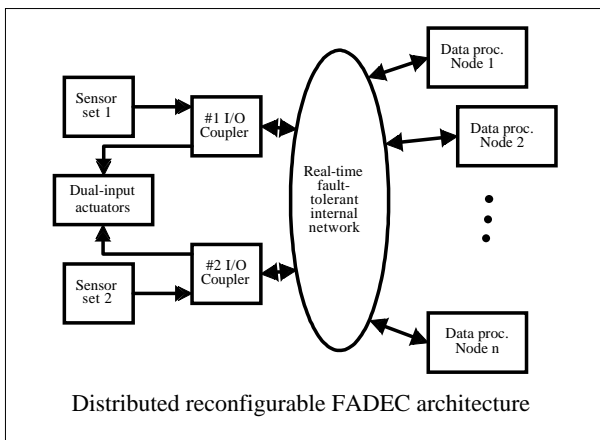 Sensor
set 1
#1 I/O
Coupler
Dual-input
actuators
#2 I/O
Coupler
Sensor
set 2
Real-time
fault-
tolerant
internal
network
Data proc.
Node 1
Data proc.
Node 2
Data proc.
Node n
Distributed reconfigurable FADEC architecture